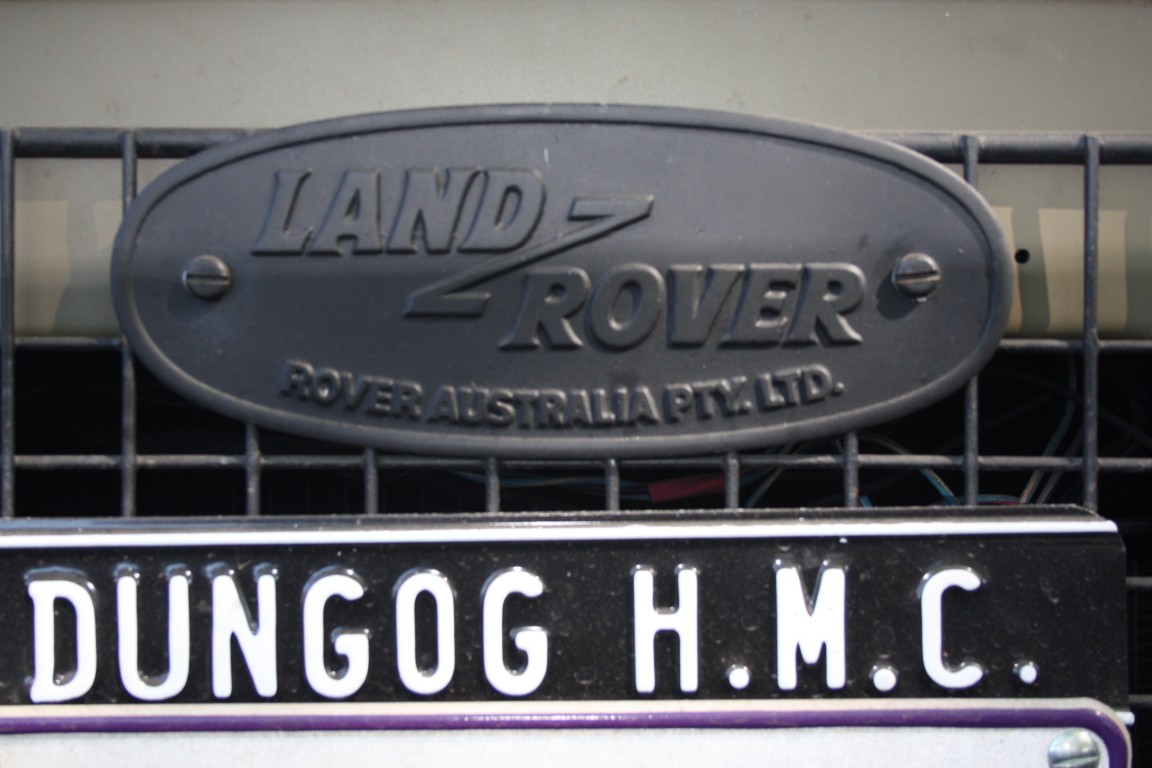 LAND
ROVER
ROVER AUSTRALIA PTY. LTD.
DUNGOG H.M.C.